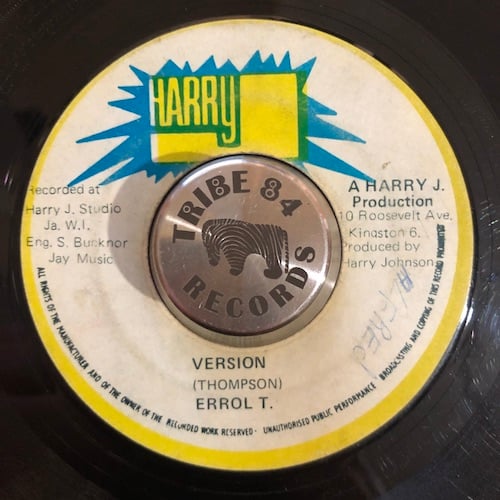 HARRY
Recorded at
Harry J. Studio
Ja. W.I.
Eng. S. Bucknor
Jay Music
A HARRY J.
Production
10 Roosevelt Ave.
Kingston 6.
Produced by
Harry Johnson
TRIBE 84
RECORDS
VERSION
(THOMPSON)
ERROL T.
ALL RIGHTS OF THE MANUFACTURER AND OF THE OWNER OF THE RECORDED WORK RESERVED · UNAUTHORISED PUBLIC PERFORMANCE BROADCASTING AND COPYING OF THIS RECORD PROHIBITED